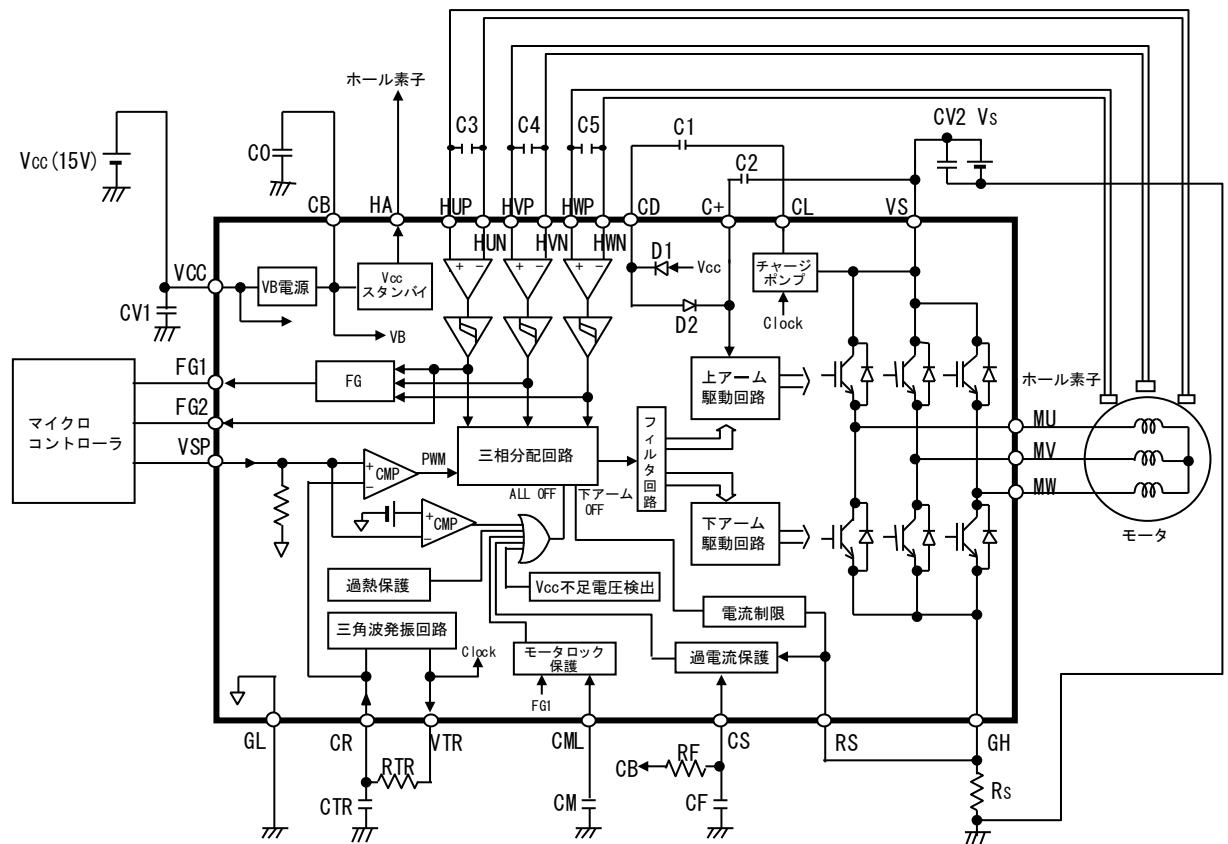 ホール素子
C3
C4
C5
C1
C2
CV2
Vs
Vcc(15V)
C0
CB
HA
HUP
HVP
HWP
CD
C+
CL
VS
HUN
HVN
HWN
VCC
VB電源
Vcc
スタンバイ
D1
Vcc
D2
チャージ
ポンプ
Clock
CV1
VB
マイクロ
コントローラ
FG1
FG2
VSP
FG
上アーム
駆動回路
ホール素子
MU
MV
MW
モータ
+
-
+
-
+
-
+
-
CMP
PWM
三相分配回路
フィルタ回路
ALL OFF
下アーム
OFF
+
-
CMP
下アーム
駆動回路
過熱保護
Vcc不足電圧検出
電流制限
三角波発振回路
Clock
モータロック
保護
FG1
過電流保護
GL
CR
VTR
CML
CS
RS
GH
RTR
CTR
CM
CB
RF
CF
Rs